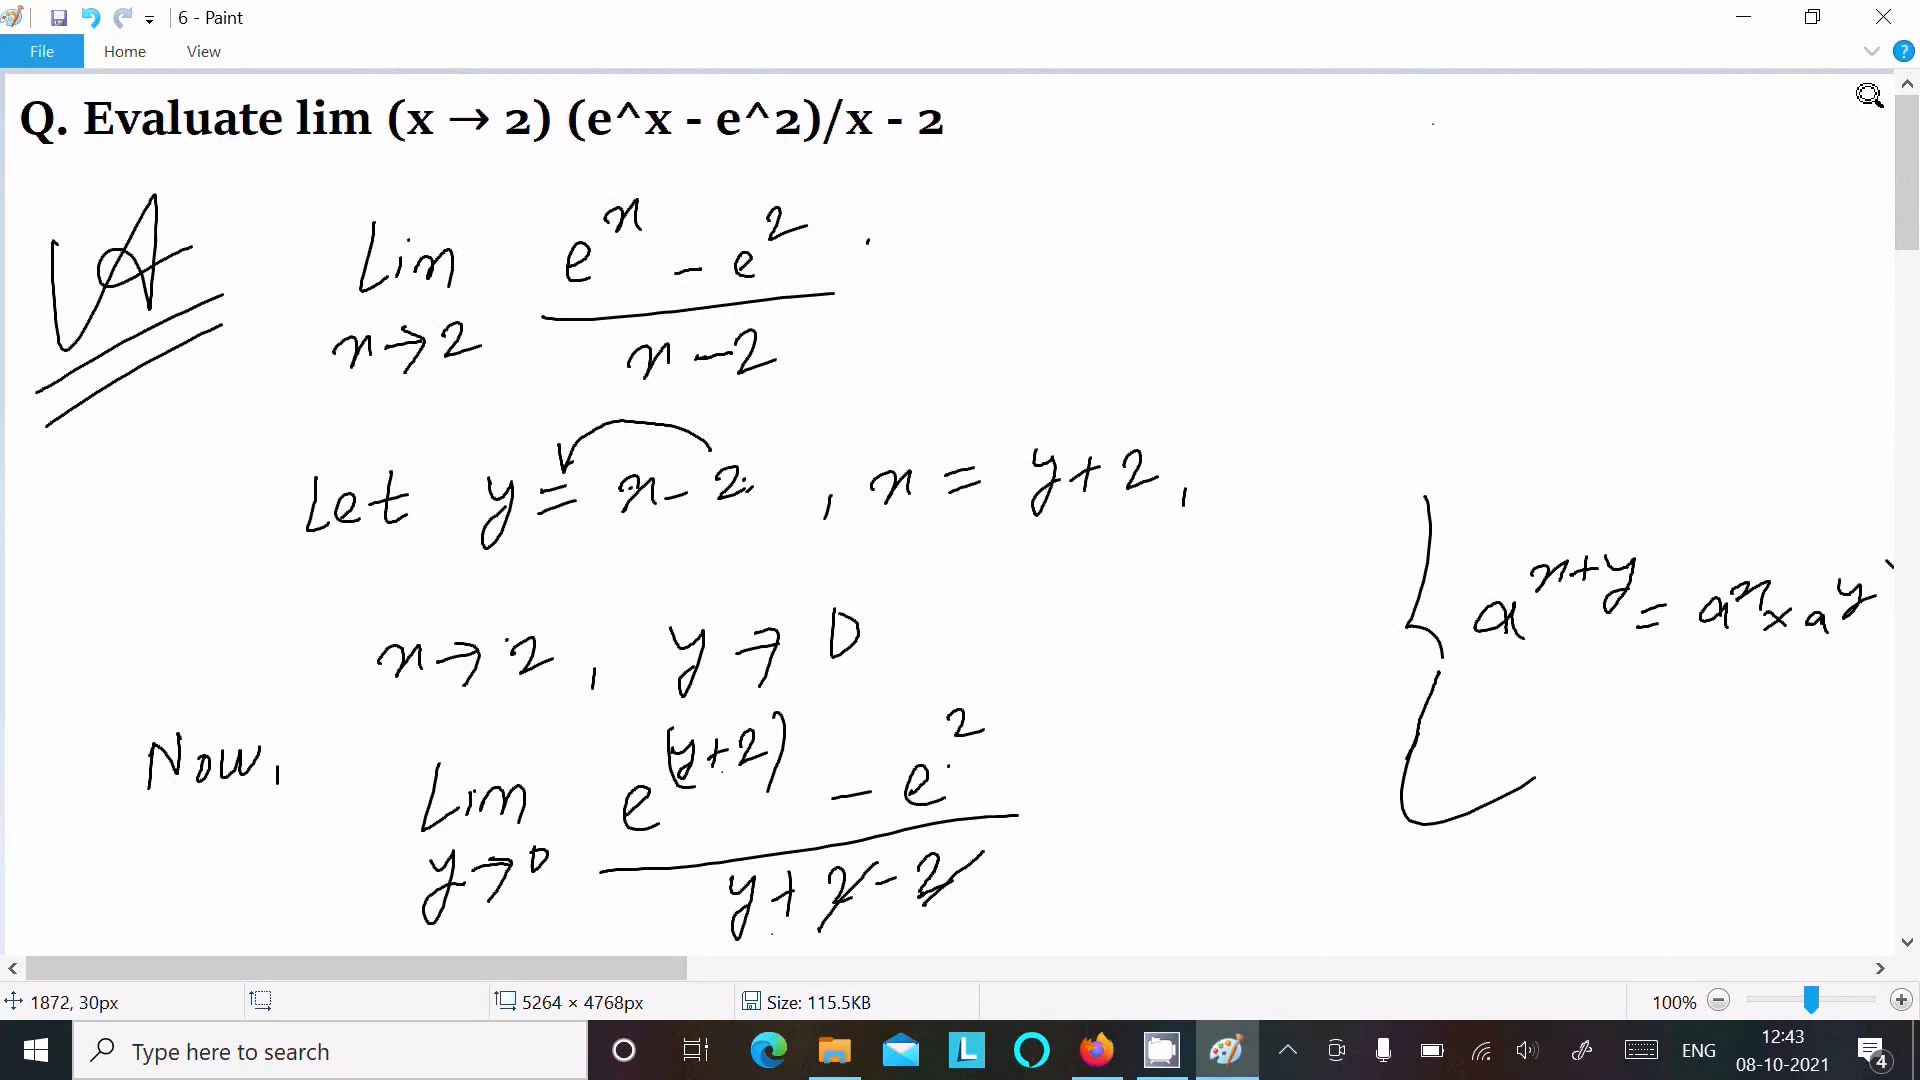 6 - Paint
File Home View
Q. Evaluate lim (x → 2) (e^x - e^2)/x - 2
Lim e^x - e^2
x→2 x-2
Let y = x-2 , x = y+2 ,
x→2 , y→0
a^x+y = a^x × a^y
Now, Lim e^(y+2) - e^2
y→0 y+2-2
1872, 30px 5264 × 4768px Size: 115.5KB 100%
Type here to search ENG 12:43
08-10-2021 4